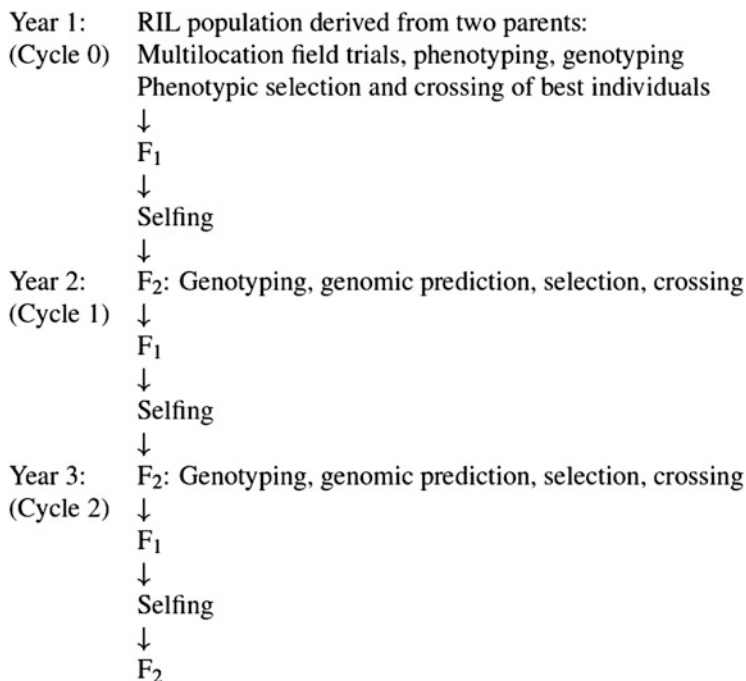 Year 1: RIL population derived from two parents:
(Cycle 0) Multilocation field trials, phenotyping, genotyping
Phenotypic selection and crossing of best individuals
↓
F₁
↓
Selfing
↓
Year 2: F₂: Genotyping, genomic prediction, selection, crossing
(Cycle 1) ↓
F₁
↓
Selfing
↓
Year 3: F₂: Genotyping, genomic prediction, selection, crossing
(Cycle 2) ↓
F₁
↓
Selfing
↓
F₂